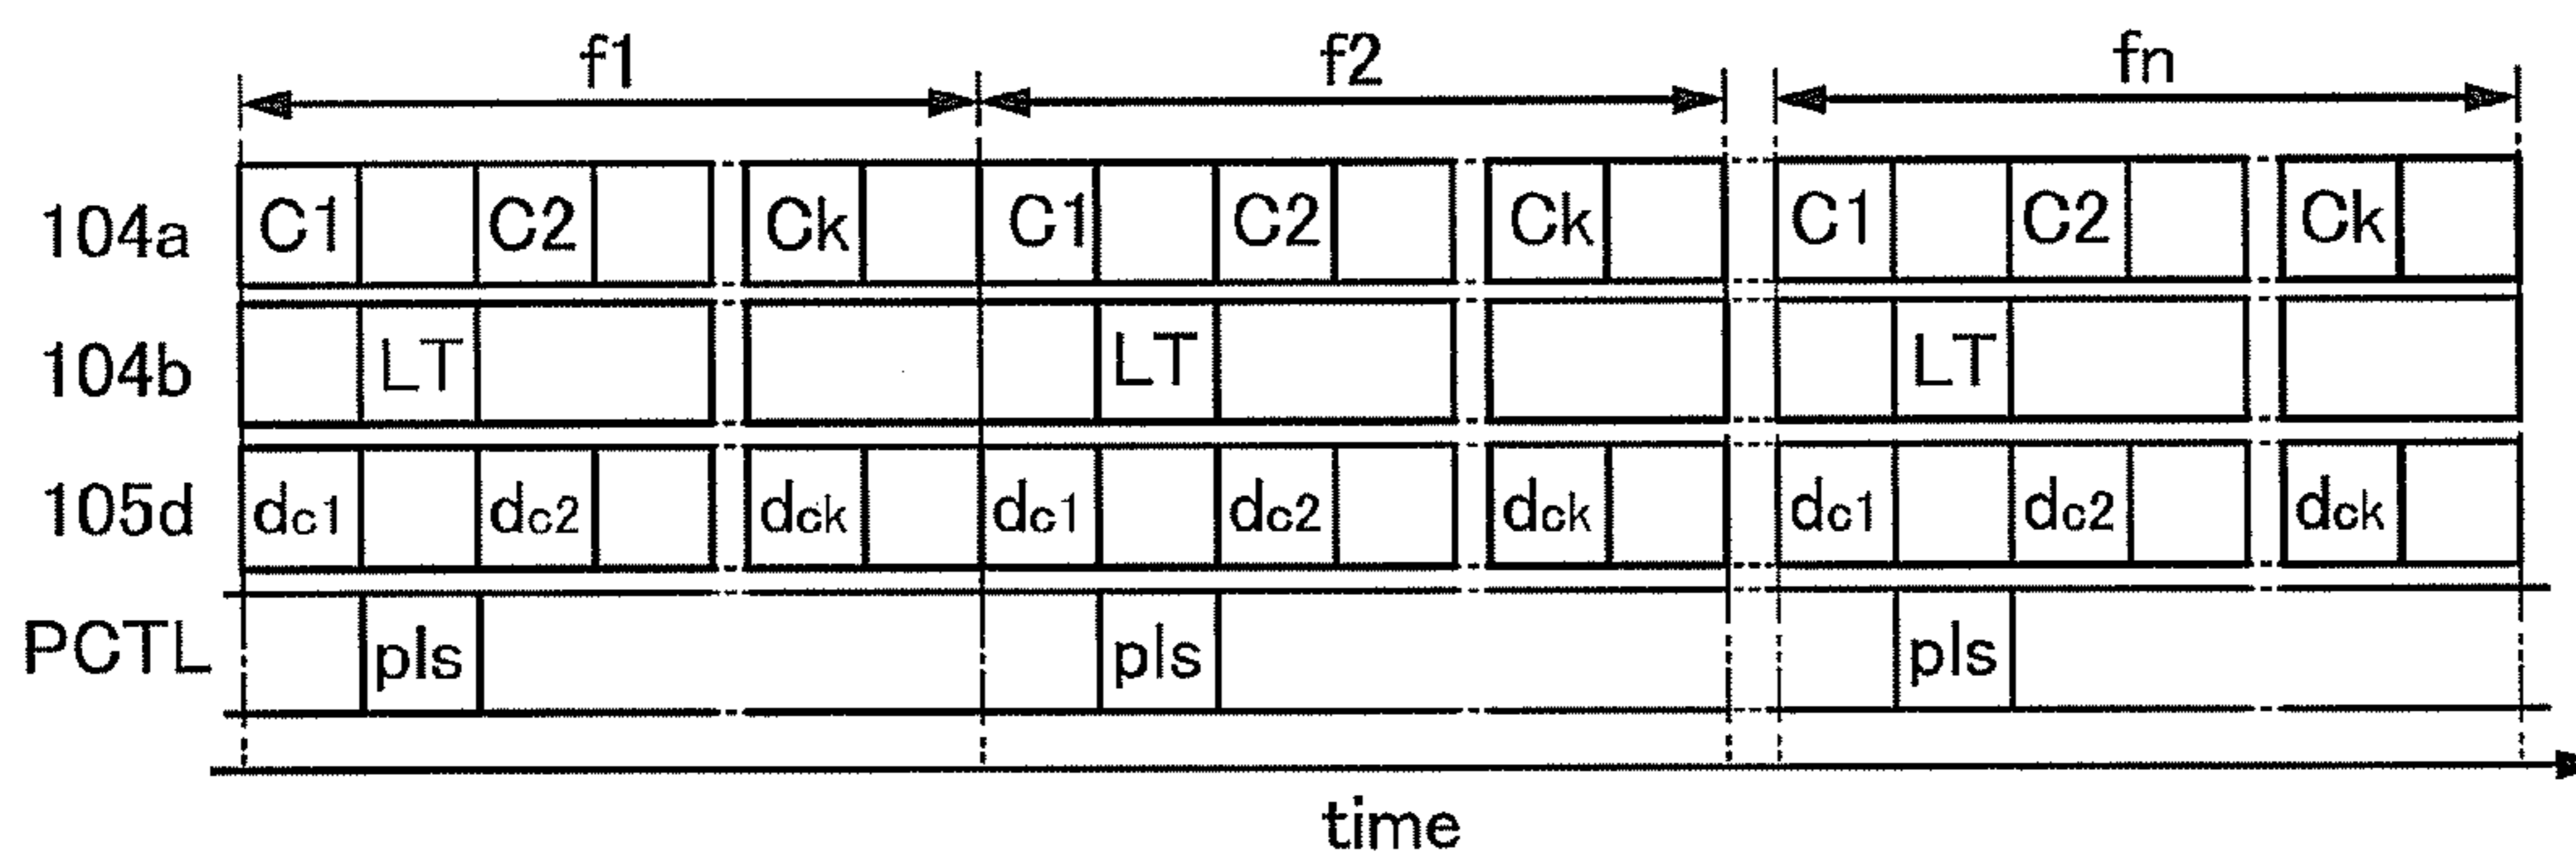 f1 f2 fn
104a C1 C2 Ck C1 C2 Ck C1 C2 Ck
104b LT LT LT
105d dc1 dc2 dck dc1 dc2 dck dc1 dc2 dck
PCTL pls pls pls
time